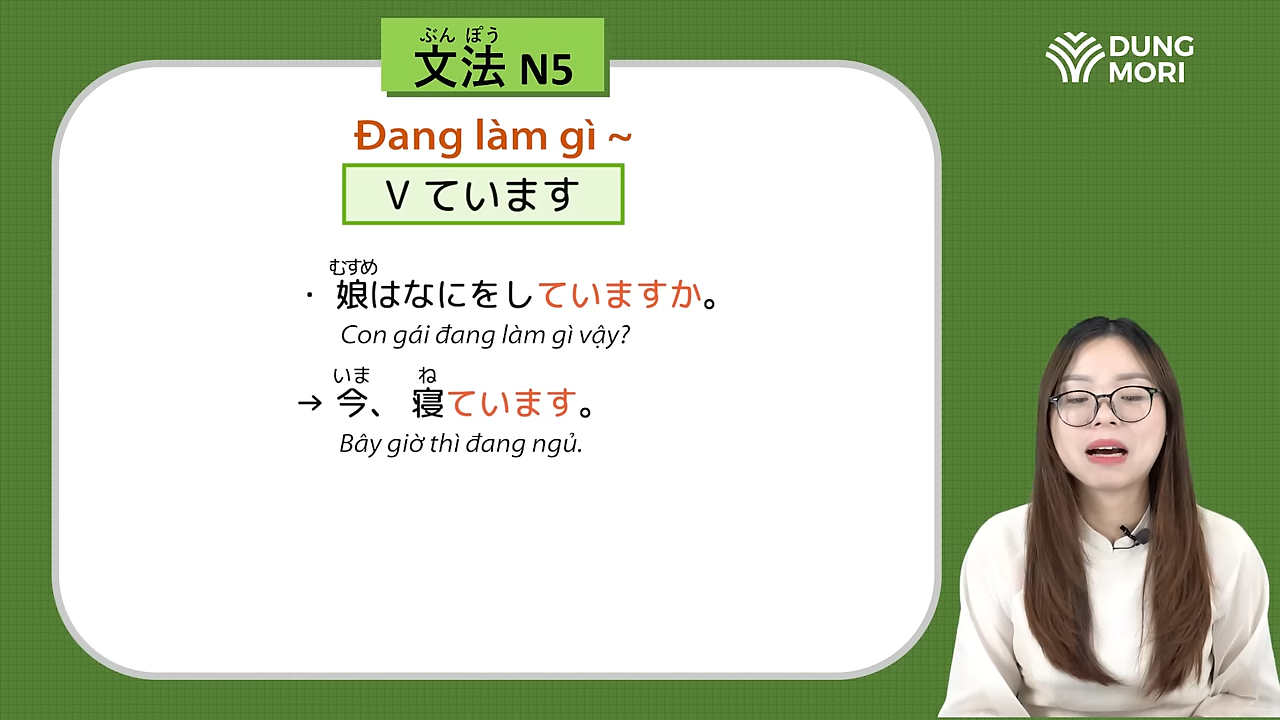 ぶん ぽう
文法 N5
DUNG
MORI
Đang làm gì ~
V ています
むすめ
・ 娘はなにをしていますか。
Con gái đang làm gì vậy?
いま ね
→ 今、 寝ています。
Bây giờ thì đang ngủ.